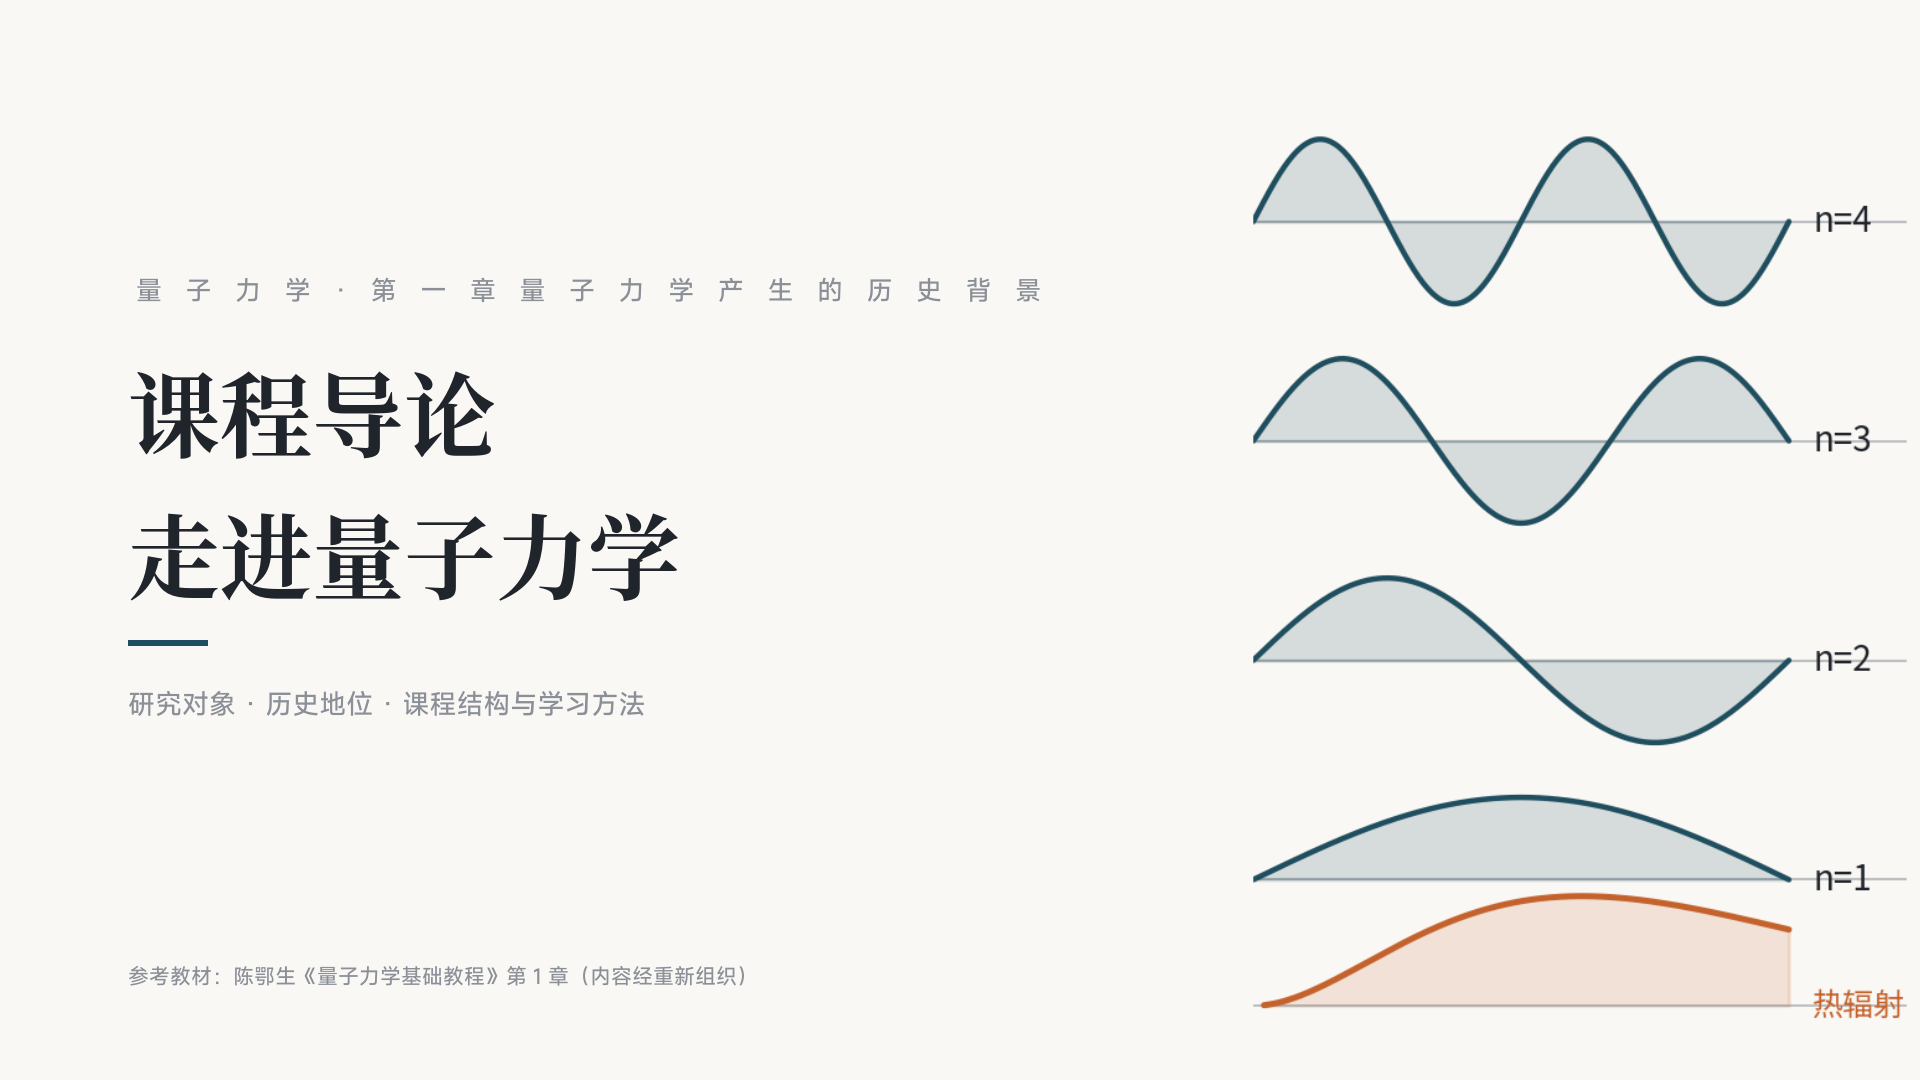 量子力学·第一章量子力学产生的历史背景
课程导论
走进量子力学
研究对象 · 历史地位 · 课程结构与学习方法
参考教材：陈鄂生《量子力学基础教程》第 1 章（内容经重新组织）
n=4
n=3
n=2
n=1
热辐射